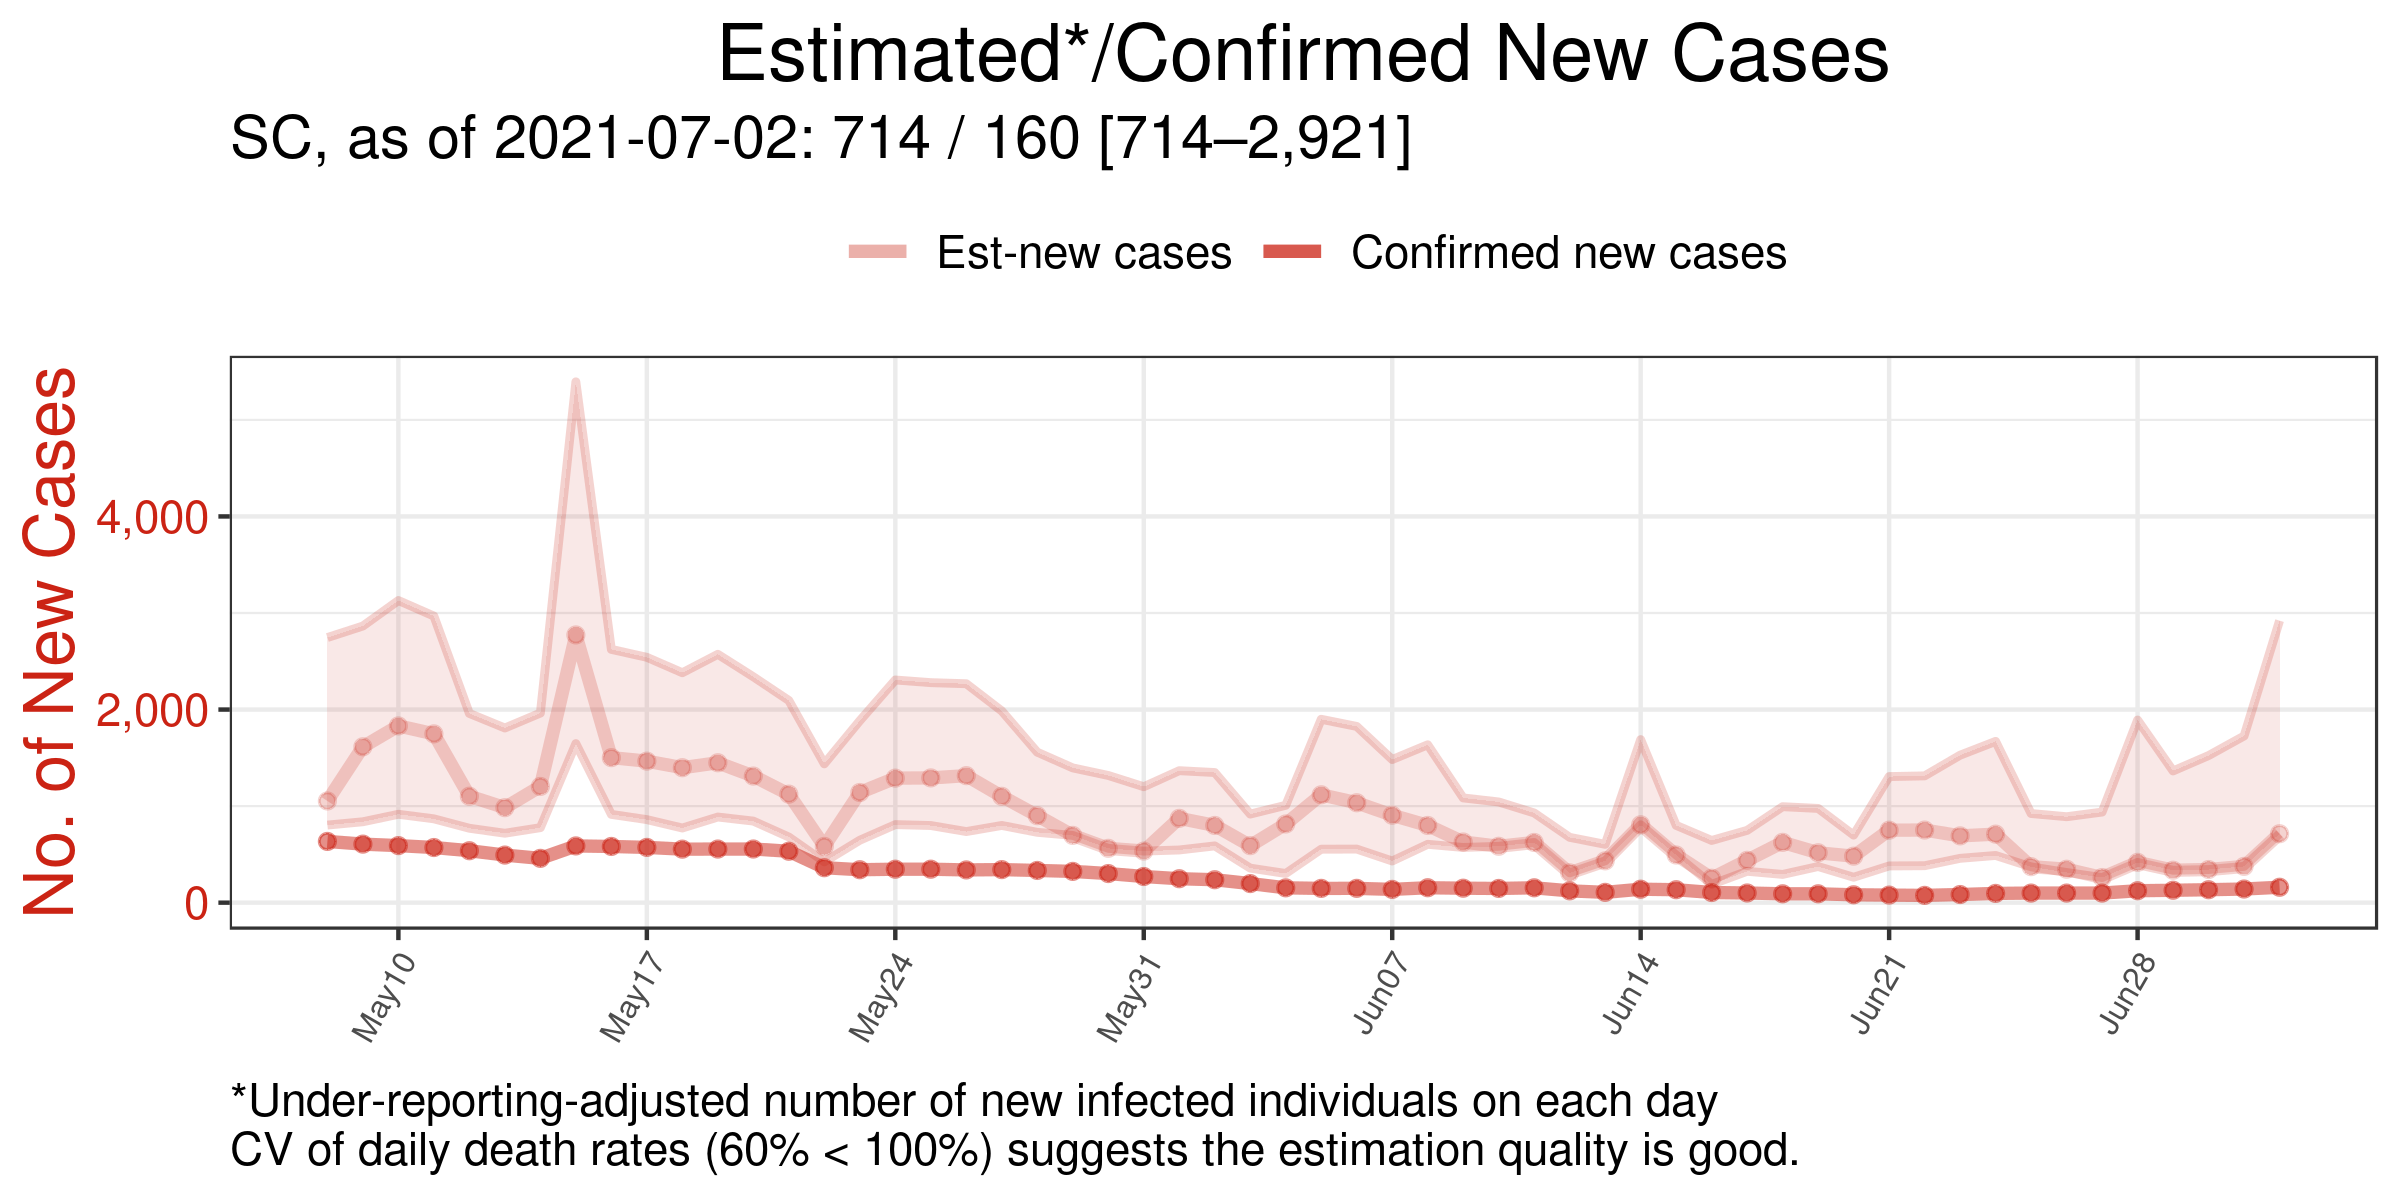 Estimated*/Confirmed New Cases
SC, as of 2021-07-02: 714 / 160 [714–2,921]
Est-new cases Confirmed new cases
No. of New Cases
4,000
2,000
0
May10 May17 May24 May31 Jun07 Jun14 Jun21 Jun28
*Under-reporting-adjusted number of new infected individuals on each day
CV of daily death rates (60% < 100%) suggests the estimation quality is good.